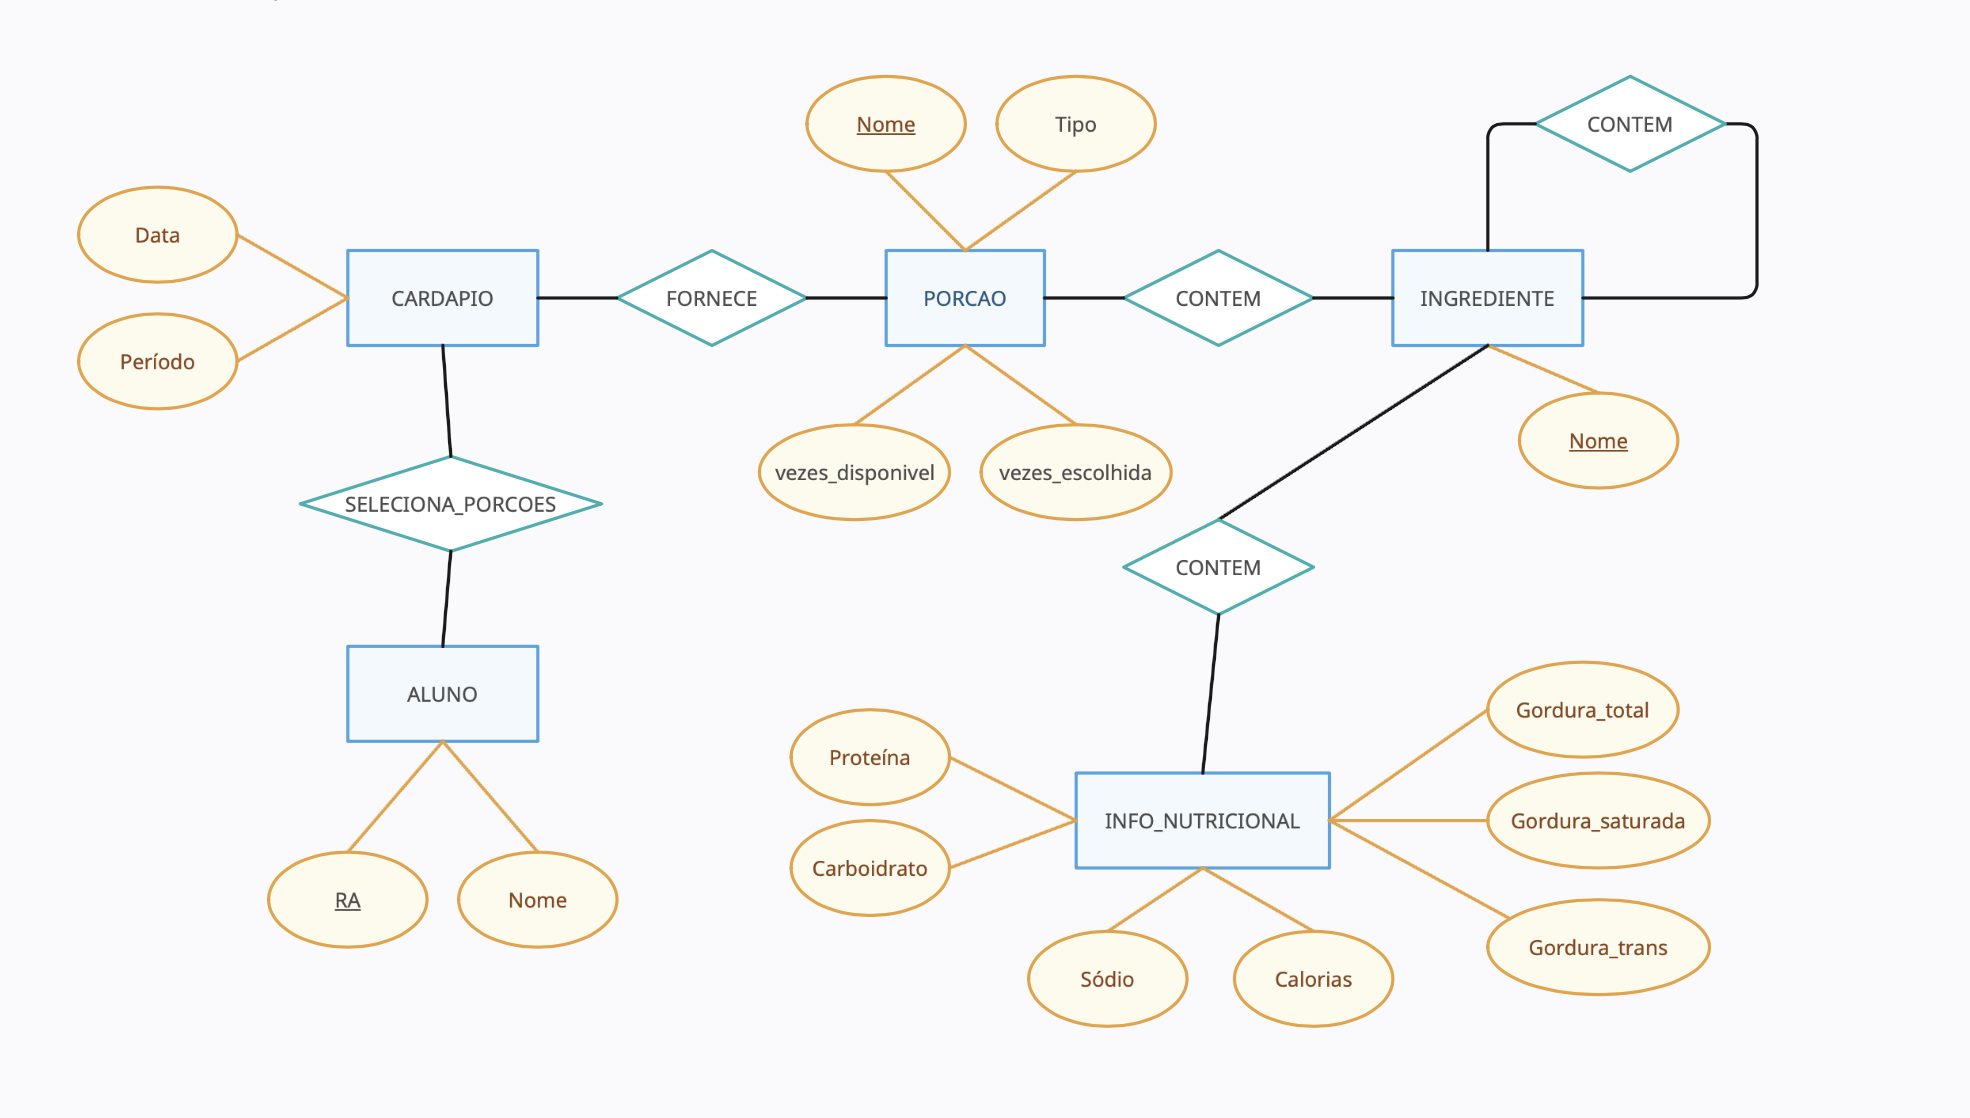 Nome
Tipo
CONTEM
Data
CARDAPIO
FORNECE
PORCAO
CONTEM
INGREDIENTE
Período
Nome
vezes_disponivel
vezes_escolhida
SELECIONA_PORCOES
CONTEM
ALUNO
Gordura_total
Proteína
INFO_NUTRICIONAL
Gordura_saturada
Carboidrato
RA
Nome
Gordura_trans
Sódio
Calorias